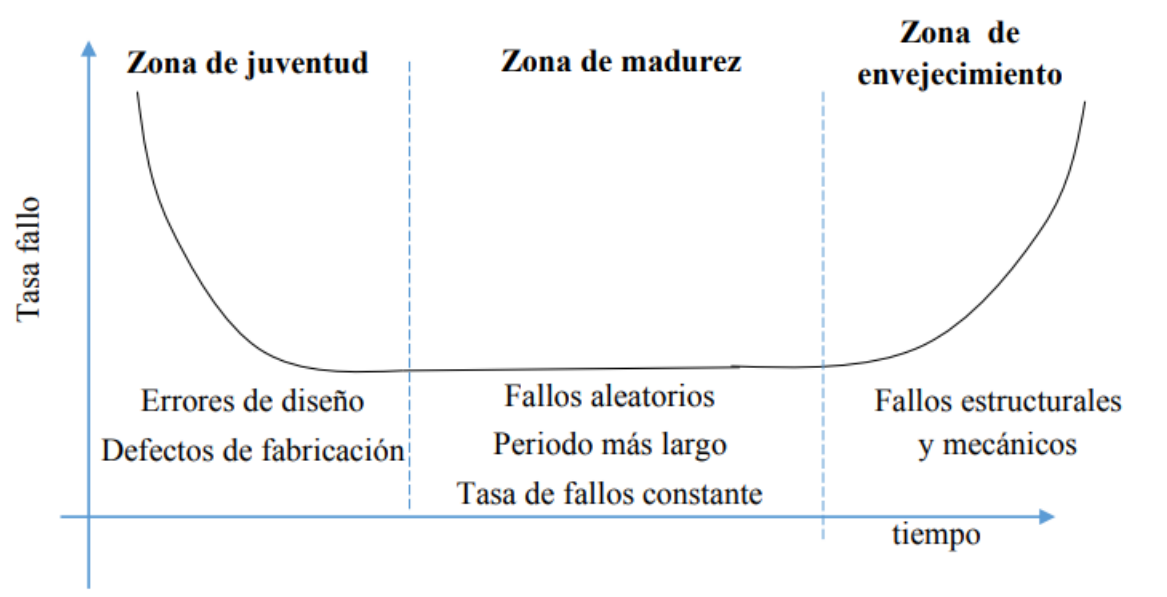 Zona de juventud
Zona de madurez
Zona de
envejecimiento
Tasa fallo
Errores de diseño
Defectos de fabricación
Fallos aleatorios
Periodo más largo
Tasa de fallos constante
Fallos estructurales
y mecánicos
tiempo